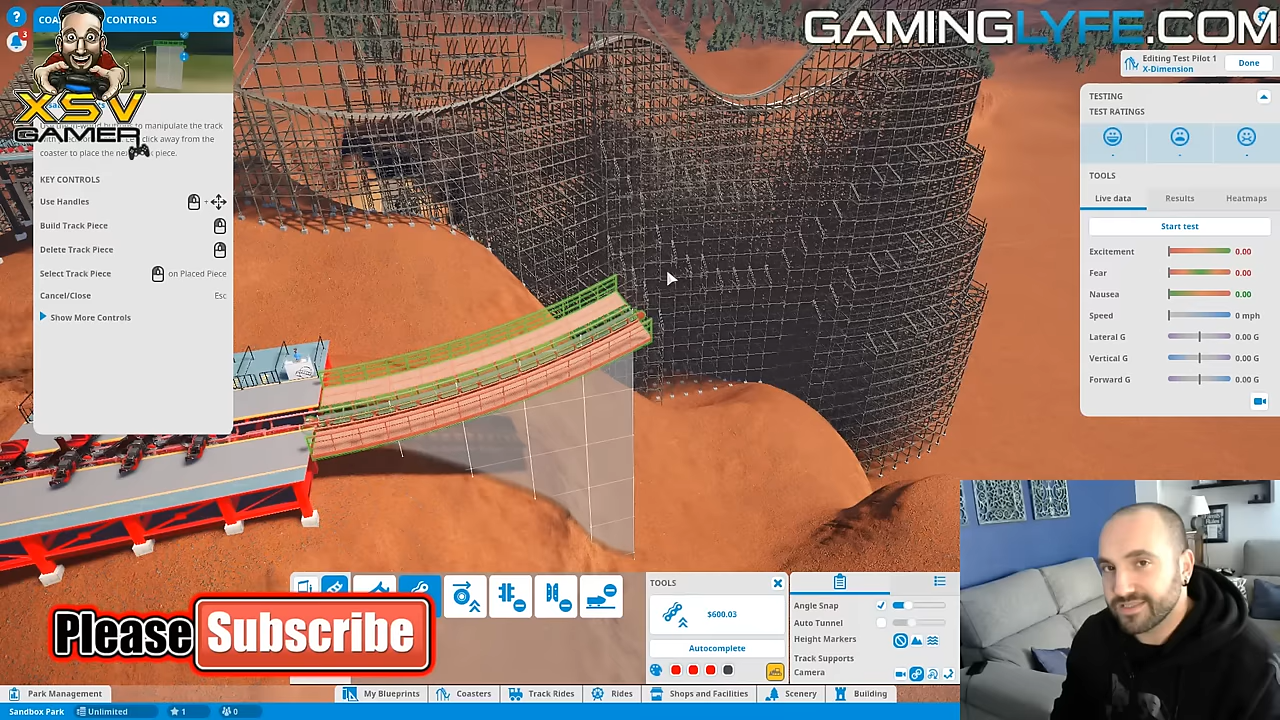 GAMINGLYFE.COM
?
3
COA
CONTROLS
XSV
GAMER
to manipulate the track
click away from the
coaster to place the
piece.
KEY CONTROLS
Use Handles
+
Build Track Piece
Delete Track Piece
Select Track Piece
on Placed Piece
Cancel/Close
Esc
Show More Controls
Editing Test Pilot 1
X-Dimension
Done
TESTING
TEST RATINGS
-
-
-
TOOLS
Live data
Results
Heatmaps
Start test
Excitement
0.00
Fear
0.00
Nausea
0.00
Speed
0 mph
Lateral G
0.00 G
Vertical G
0.00 G
Forward G
0.00 G
Please Subscribe
TOOLS
$600.03
Autocomplete
Angle Snap
Auto Tunnel
Height Markers
Track Supports
Camera
Park Management
My Blueprints
Coasters
Track Rides
Rides
Shops and Facilities
Scenery
Building
Sandbox Park
Unlimited
1
0